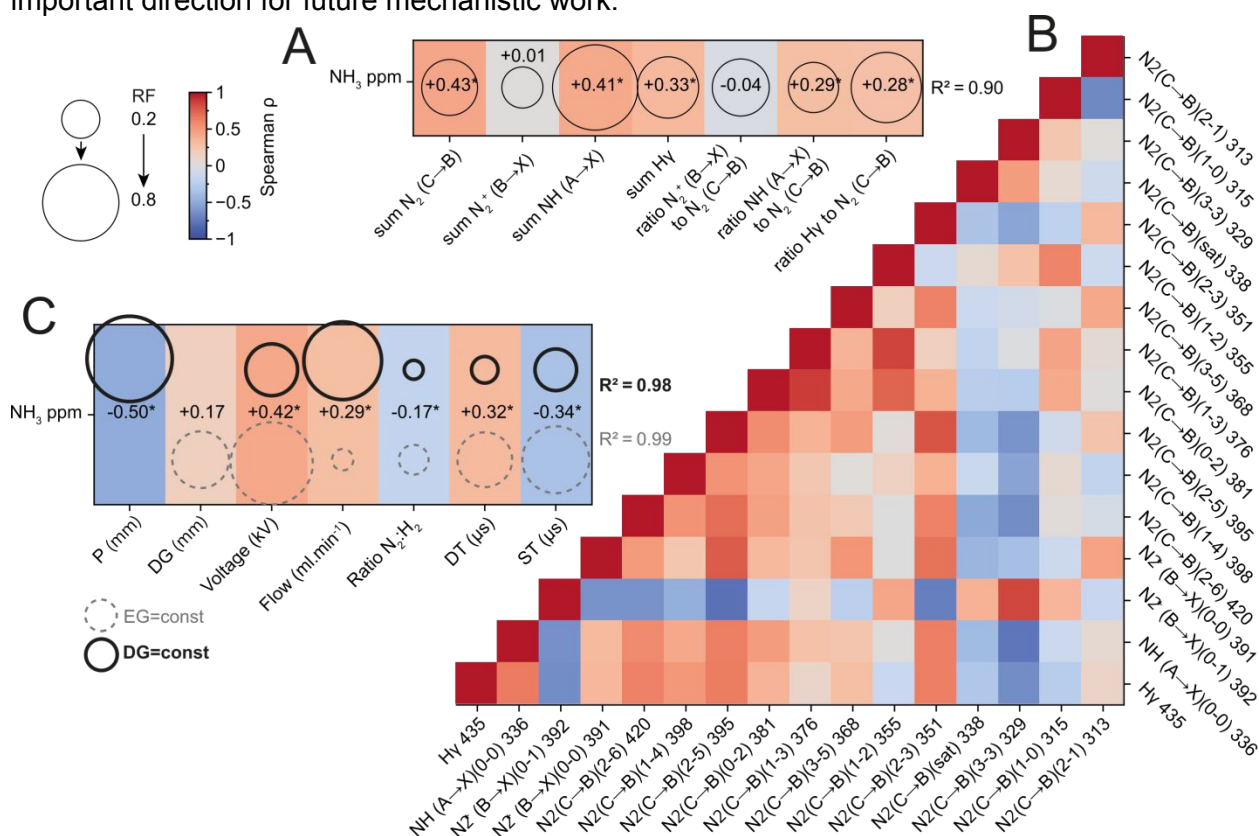 important direction for future mechanistic work.
A
B
RF
0.2
0.8
1
0.5
0
−0.5
−1
Spearman ρ
NH₃ ppm
+0.43*
+0.01
+0.41*
+0.33*
-0.04
+0.29*
+0.28*
R² = 0.90
sum N₂ (C→B)
sum N₂⁺ (B→X)
sum NH (A→X)
sum Hγ
ratio N₂⁺ (B→X)
to N₂ (C→B)
ratio NH (A→X)
to N₂ (C→B)
ratio Hγ to N₂ (C→B)
N2(C→B)(2-1) 313
N2(C→B)(1-0) 315
N2(C→B)(3-3) 329
N2(C→B)(sat) 338
N2(C→B)(2-3) 351
N2(C→B)(1-2) 355
N2(C→B)(3-5) 368
N2(C→B)(1-3) 376
N2(C→B)(0-2) 381
N2(C→B)(2-5) 395
N2(C→B)(1-4) 398
N2(C→B)(2-6) 420
N2⁺ (B→X)(0-0) 391
N2⁺ (B→X)(0-1) 392
NH (A→X)(0-0) 336
Hγ 435
C
NH₃ ppm
-0.50*
+0.17
+0.42*
+0.29*
-0.17*
+0.32*
-0.34*
R² = 0.98
R² = 0.99
P (mm)
DG (mm)
Voltage (kV)
Flow (ml.min⁻¹)
Ratio N₂:H₂
DT (μs)
ST (μs)
EG=const
DG=const
Hγ 435
NH (A→X)(0-0) 336
N2⁺ (B→X)(0-1) 392
N2⁺ (B→X)(0-0) 391
N2(C→B)(2-6) 420
N2(C→B)(1-4) 398
N2(C→B)(2-5) 395
N2(C→B)(0-2) 381
N2(C→B)(1-3) 376
N2(C→B)(3-5) 368
N2(C→B)(1-2) 355
N2(C→B)(2-3) 351
N2(C→B)(sat) 338
N2(C→B)(3-3) 329
N2(C→B)(1-0) 315
N2(C→B)(2-1) 313